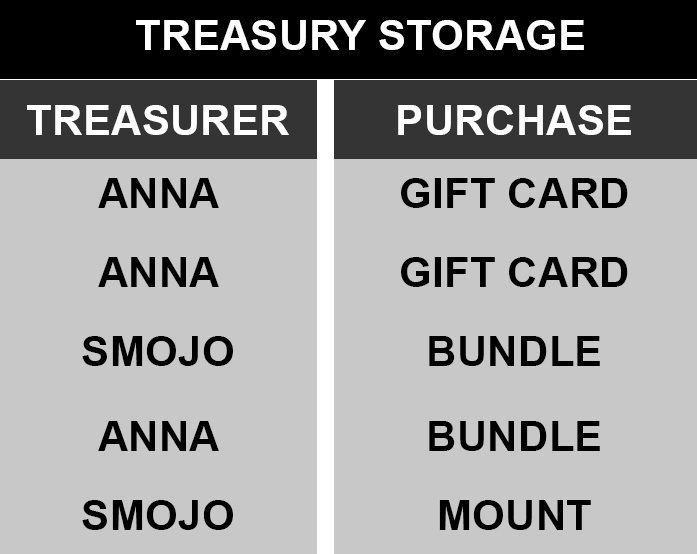 TREASURY STORAGE
TREASURER PURCHASE
ANNA GIFT CARD
ANNA GIFT CARD
SMOJO BUNDLE
ANNA BUNDLE
SMOJO MOUNT